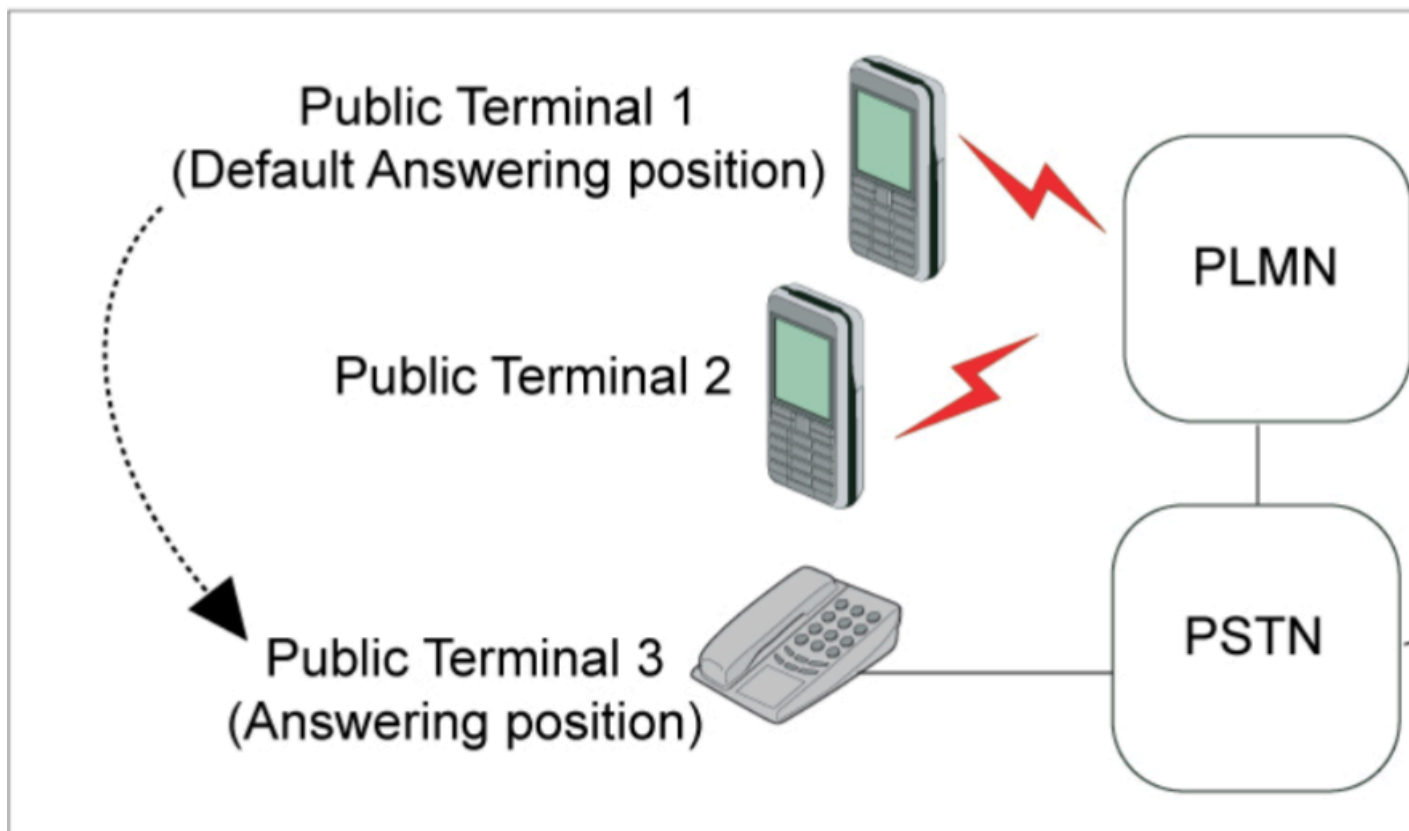 Public Terminal 1
(Default Answering position)
PLMN
Public Terminal 2
Public Terminal 3
(Answering position)
PSTN